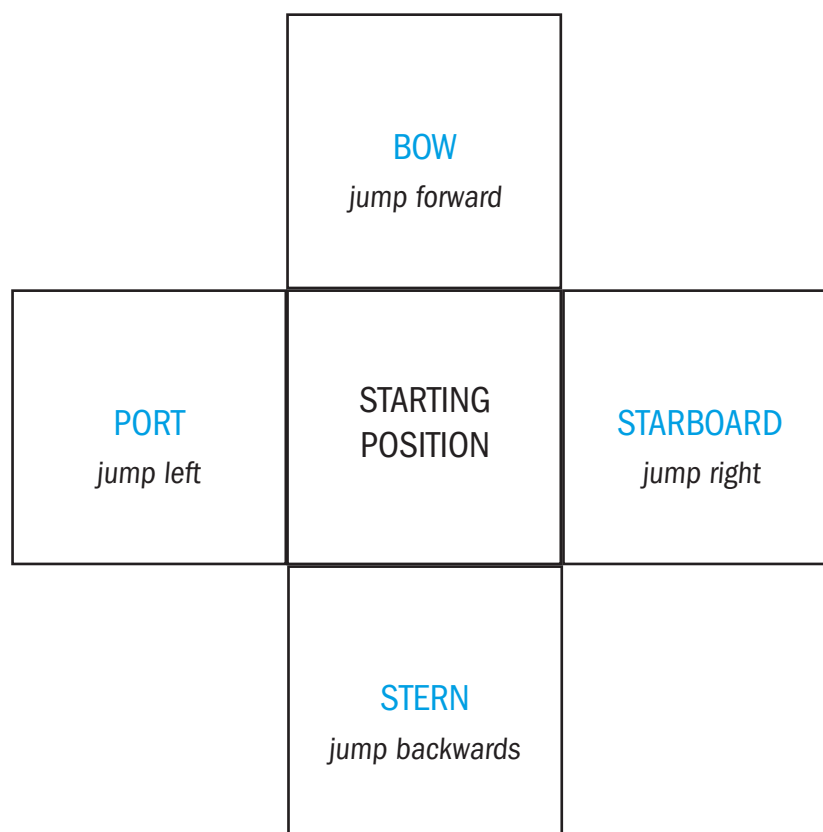 BOW
jump forward
PORT
jump left
STARTING
POSITION
STARBOARD
jump right
STERN
jump backwards